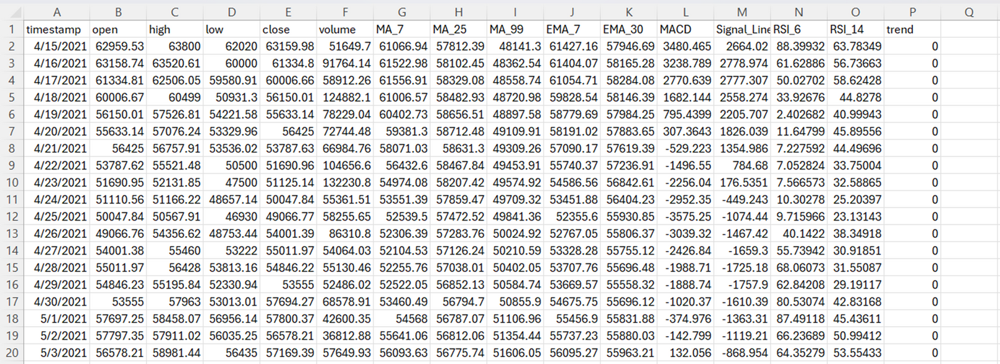 A B C D E F G H I J K L M N O P Q
1 timestamp open high low close volume MA_7 MA_25 MA_99 EMA_7 EMA_30 MACD Signal_Line RSI_6 RSI_14 trend
2 4/15/2021 62959.53 63800 62020 63159.98 51649.7 61066.94 57812.39 48141.3 61427.16 57946.69 3480.465 2664.02 88.39932 63.78349 0
3 4/16/2021 63158.74 63520.61 60000 61334.8 91764.14 61522.98 58102.45 48362.54 61404.07 58165.28 3238.789 2778.974 61.62886 56.73663 0
4 4/17/2021 61334.81 62506.05 59580.91 60006.66 58912.26 61556.91 58329.08 48558.74 61054.71 58284.08 2770.639 2777.307 50.02702 58.62428 0
5 4/18/2021 60006.67 60499 50931.3 56150.01 124882.1 61006.57 58482.93 48720.98 59828.54 58146.39 1682.144 2558.274 33.92676 44.8278 0
6 4/19/2021 56150.01 57526.81 54221.58 55633.14 78229.04 60402.73 58656.51 48897.58 58779.69 57984.25 795.4399 2205.707 2.402682 40.99943 0
7 4/20/2021 55633.14 57076.24 53329.96 56425 72744.48 59381.3 58712.48 49109.91 58191.02 57883.65 307.3643 1826.039 11.64799 45.89556 0
8 4/21/2021 56425 56757.91 53536.02 53787.63 66984.76 58071.03 58631.3 49309.26 57090.17 57619.39 -529.223 1354.986 7.227592 44.49696 0
9 4/22/2021 53787.62 55521.48 50500 51690.96 104656.6 56432.6 58467.84 49453.91 55740.37 57236.91 -1496.55 784.68 7.052824 33.75004 0
10 4/23/2021 51690.95 52131.85 47500 51125.14 132230.8 54974.08 58207.42 49574.92 54586.56 56842.61 -2256.04 176.5351 7.566573 32.58865 0
11 4/24/2021 51110.56 51166.22 48657.14 50047.84 55361.51 53551.39 57859.47 49709.32 53451.88 56404.23 -2952.35 -449.243 10.30278 25.20397 0
12 4/25/2021 50047.84 50567.91 46930 49066.77 58255.65 52539.5 57472.52 49841.36 52355.6 55930.85 -3575.25 -1074.44 9.715966 23.13143 0
13 4/26/2021 49066.76 54356.62 48753.44 54001.39 86310.8 52306.39 57283.76 50024.92 52767.05 55806.37 -3039.32 -1467.42 40.1422 38.34918 0
14 4/27/2021 54001.38 55460 53222 55011.97 54064.03 52104.53 57126.24 50210.59 53328.28 55755.12 -2426.84 -1659.3 55.73942 30.91851 0
15 4/28/2021 55011.97 56428 53813.16 54846.22 55130.46 52255.76 57038.01 50402.05 53707.76 55696.48 -1988.71 -1725.18 68.06073 31.55087 0
16 4/29/2021 54846.23 55195.84 52330.94 53555 52486.02 52522.05 56852.13 50584.74 53669.57 55558.32 -1888.74 -1757.9 62.84208 29.19117 0
17 4/30/2021 53555 57963 53013.01 57694.27 68578.91 53460.49 56794.7 50855.9 54675.75 55696.12 -1020.37 -1610.39 80.53074 42.83168 0
18 5/1/2021 57697.25 58458.07 56956.14 57800.37 42600.35 54568 56787.07 51106.96 55456.9 55831.88 -374.976 -1363.31 87.49118 45.43611 0
19 5/2/2021 57797.35 57911.02 56035.25 56578.21 36812.88 55641.06 56812.06 51354.44 55737.23 55880.03 -142.799 -1119.21 66.23689 50.99412 0
20 5/3/2021 56578.21 58981.44 56435 57169.39 57649.93 56093.63 56775.74 51606.05 56095.27 55963.21 132.056 -868.954 64.35279 53.55433 0